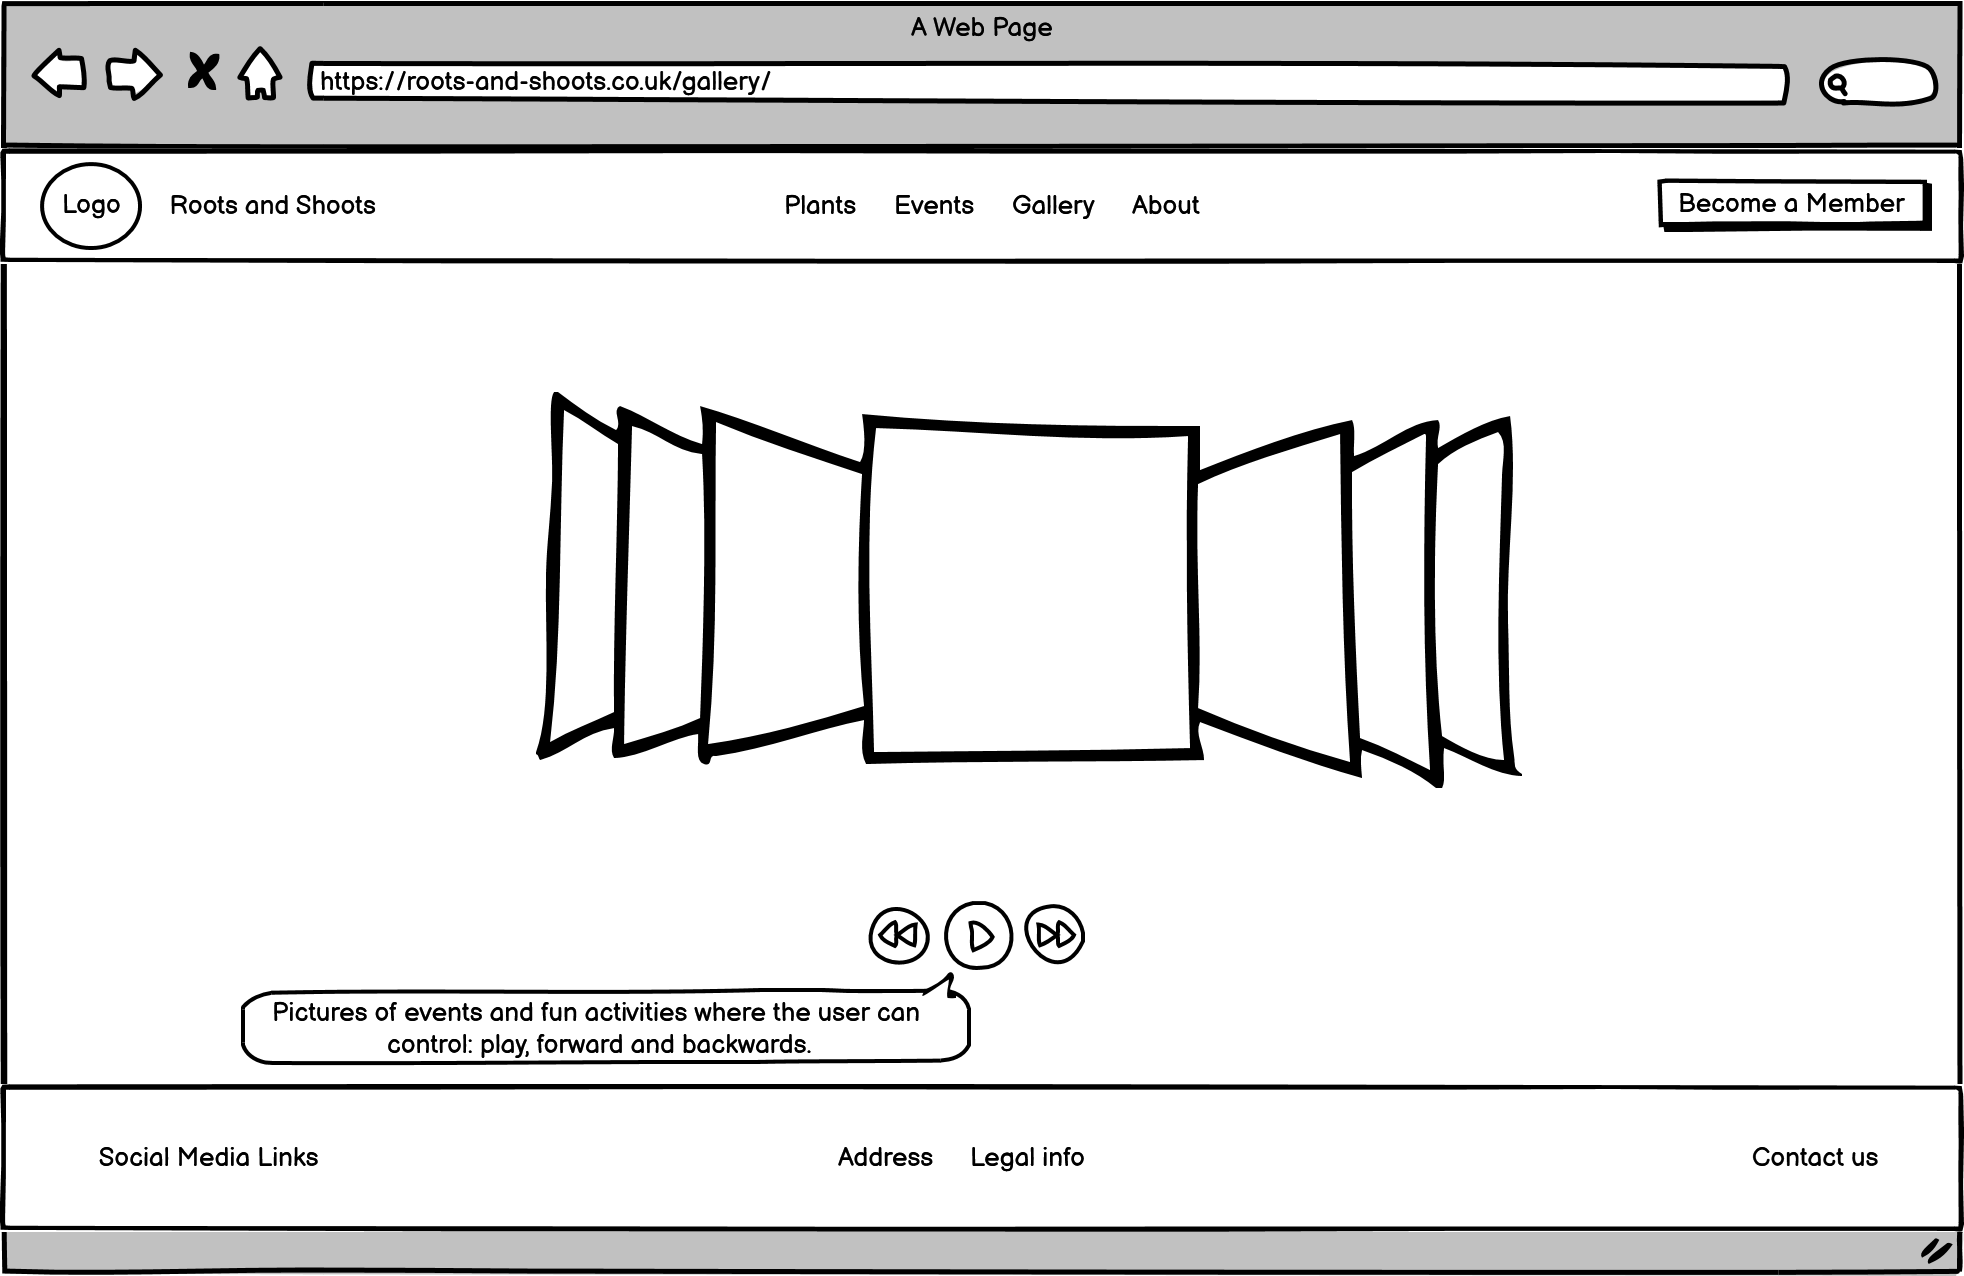 A Web Page
https://roots-and-shoots.co.uk/gallery/
Logo
Roots and Shoots
Plants Events Gallery About
Become a Member
Pictures of events and fun activities where the user can
control: play, forward and backwards.
Social Media Links
Address Legal info
Contact us